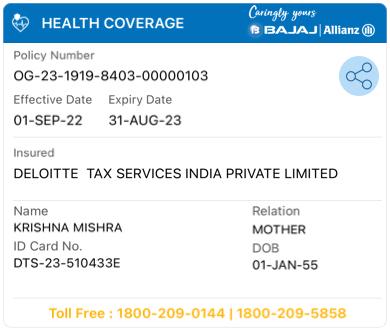 HEALTH COVERAGE
Caringly yours
BAJAJ | Allianz
Policy Number
OG-23-1919-8403-00000103
Effective Date Expiry Date
01-SEP-22 31-AUG-23
Insured
DELOITTE TAX SERVICES INDIA PRIVATE LIMITED
Name Relation
KRISHNA MISHRA MOTHER
ID Card No. DOB
DTS-23-510433E 01-JAN-55
Toll Free : 1800-209-0144 | 1800-209-5858